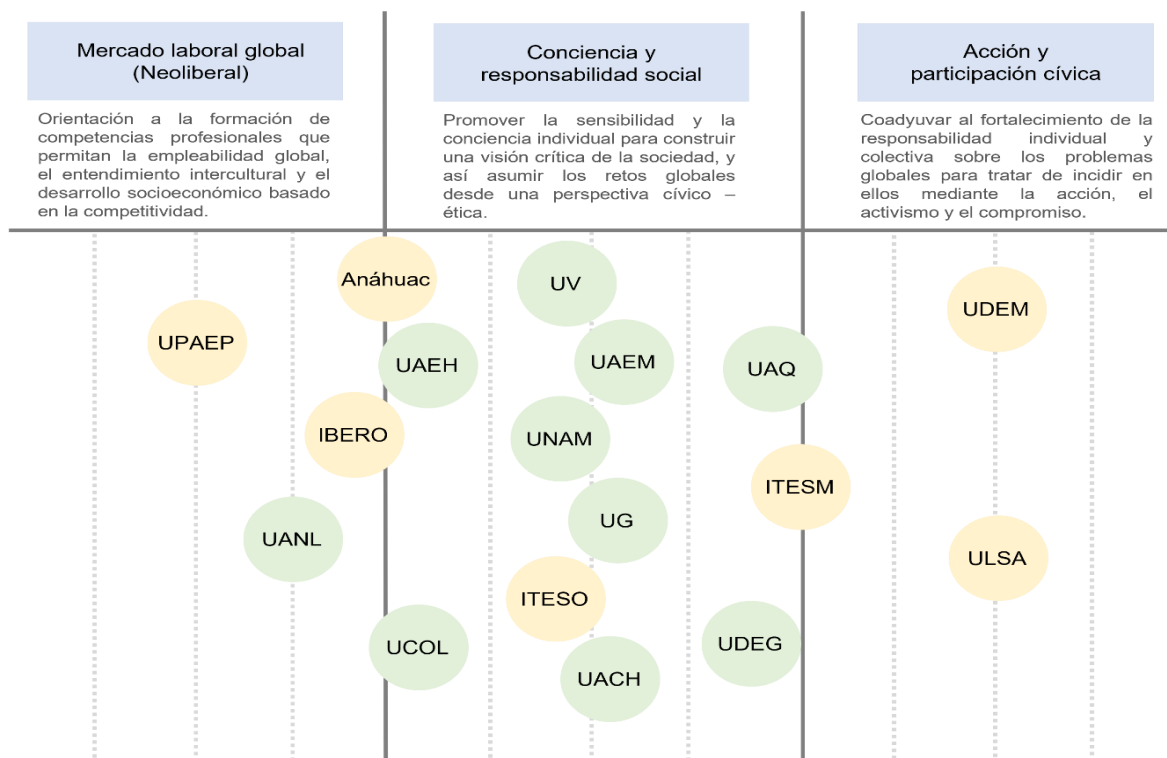 Mercado laboral global
(Neoliberal)
Orientación a la formación de
competencias profesionales que
permitan la empleabilidad global,
el entendimiento intercultural y el
desarrollo socioeconómico basado
en la competitividad.
Conciencia y
responsabilidad social
Promover la sensibilidad y la
conciencia individual para construir
una visión crítica de la sociedad, y
así asumir los retos globales
desde una perspectiva cívico –
ética.
Acción y
participación cívica
Coadyuvar al fortalecimiento de la
responsabilidad individual y
colectiva sobre los problemas
globales para tratar de incidir en
ellos mediante la acción, el
activismo y el compromiso.
Anáhuac
UV
UDEM
UPAEP
UAEH
UAEM
UAQ
IBERO
UNAM
ITESM
UANL
UG
ULSA
ITESO
UCOL
UACH
UDEG